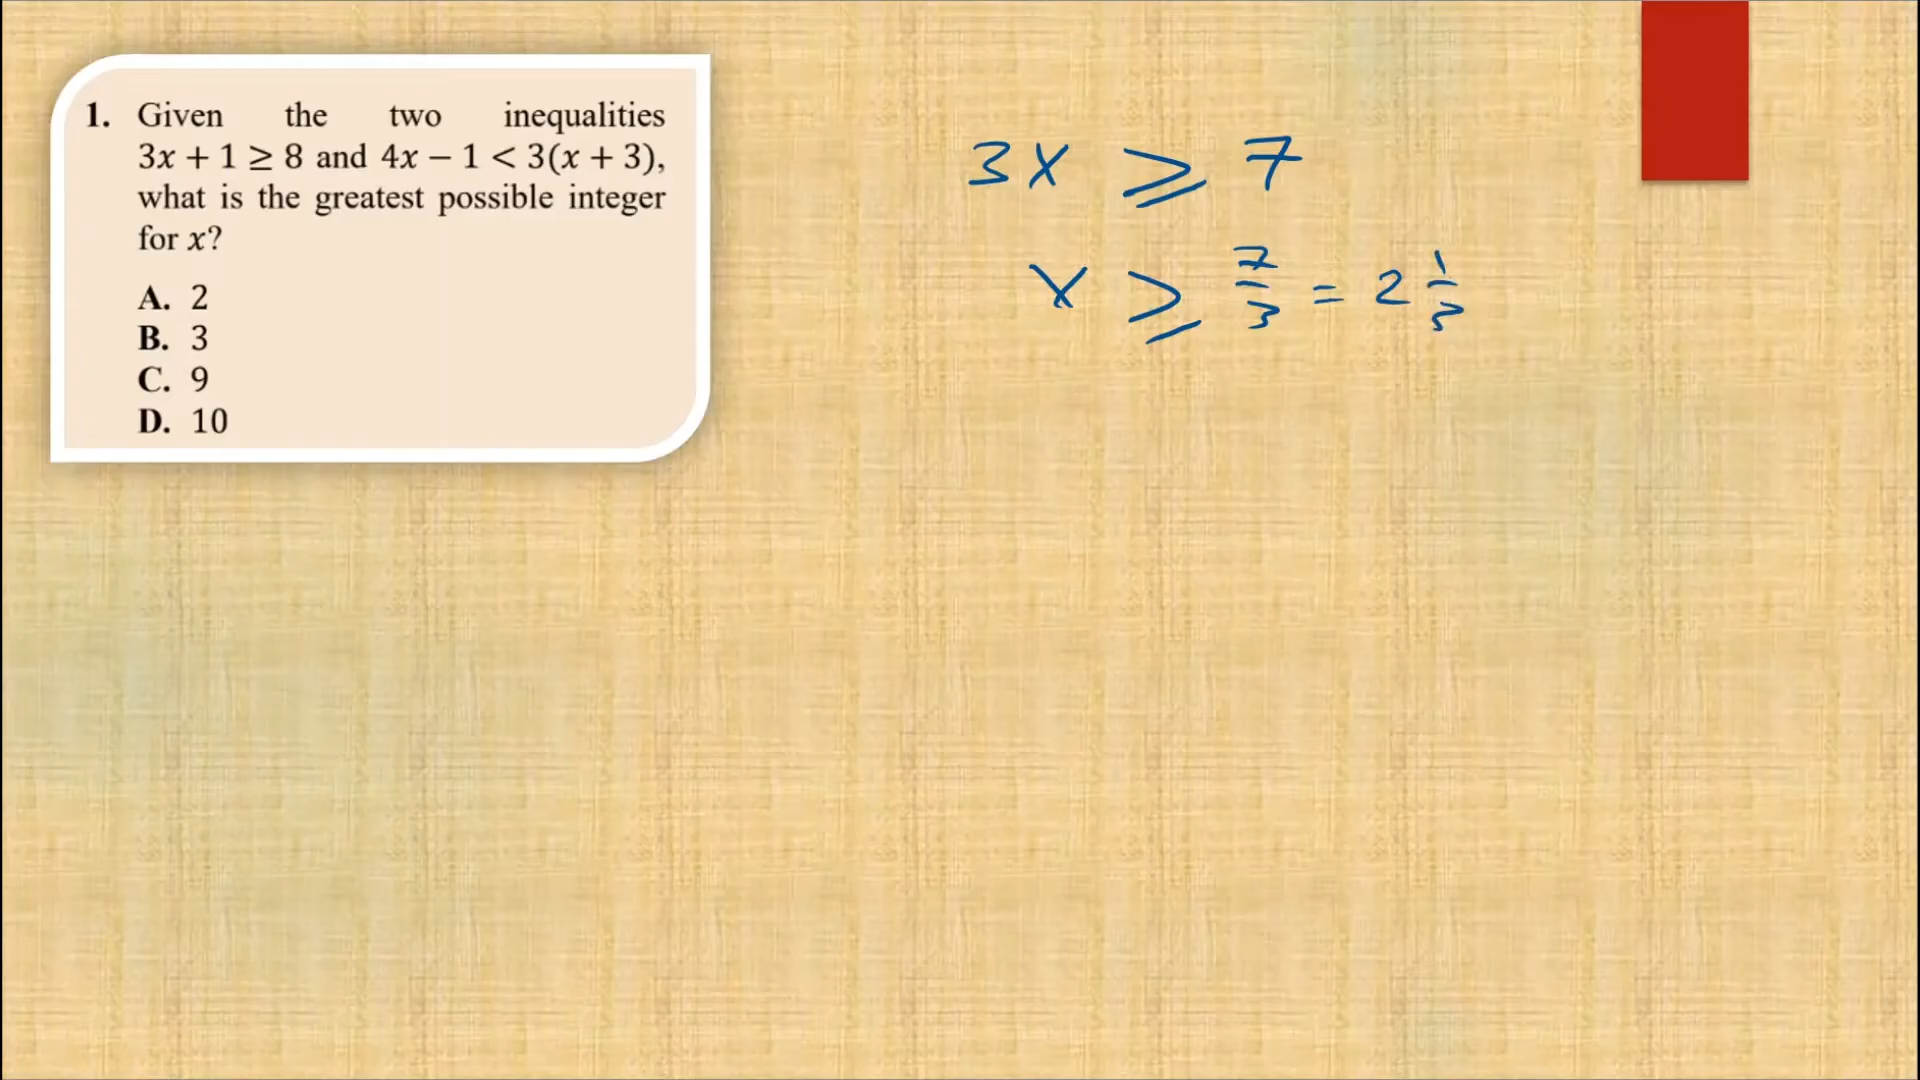 1. Given the two inequalities
3x + 1 ≥ 8 and 4x − 1 < 3(x + 3),
what is the greatest possible integer
for x?
A. 2
B. 3
C. 9
D. 10
3x ⩾ 7
x ⩾ 7/3 = 2 1/3